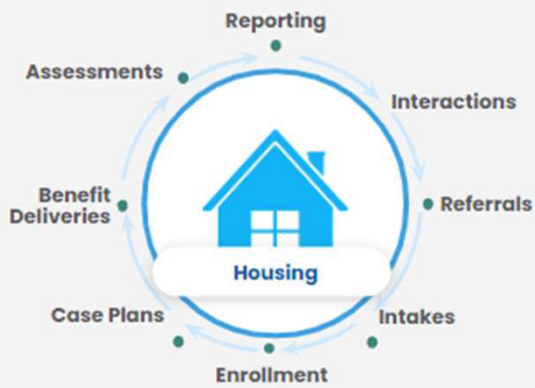 Reporting
Assessments
Interactions
Benefit
Deliveries
Referrals
Housing
Case Plans
Intakes
Enrollment